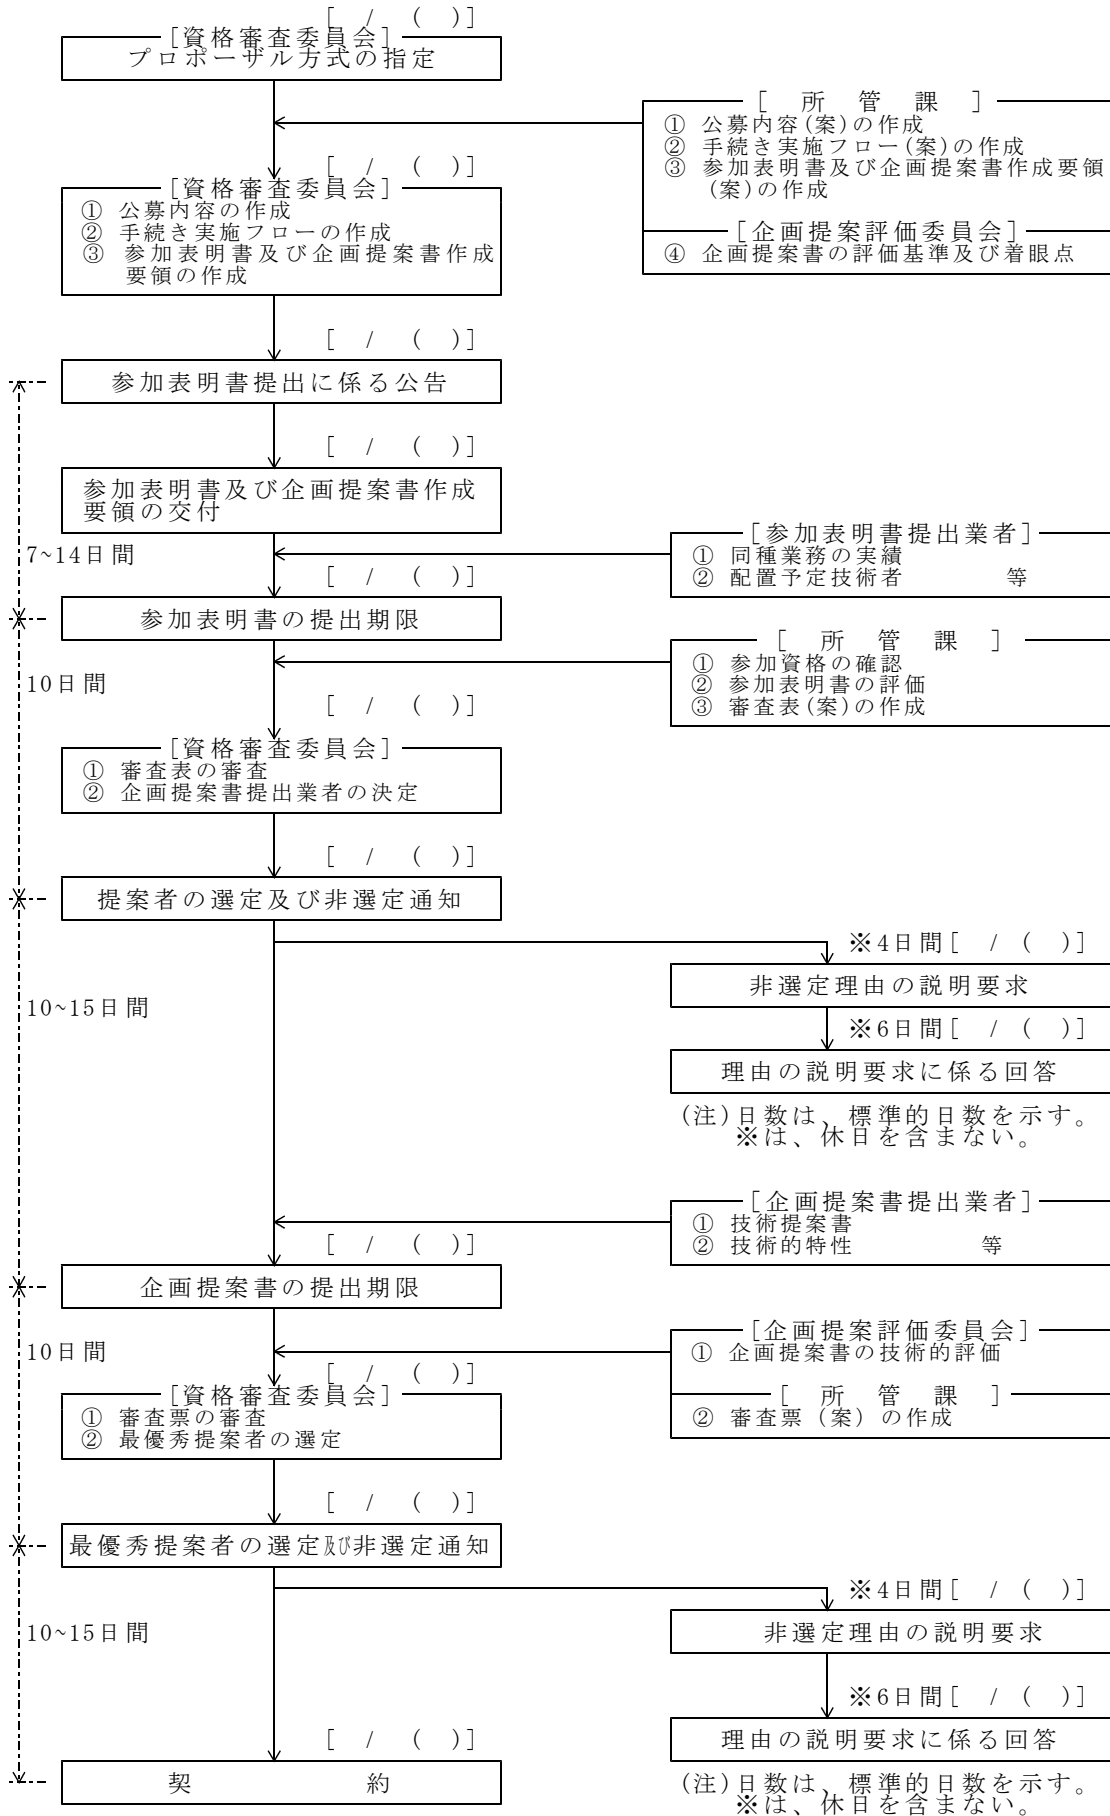 [ / ( )]
[資格審査委員会]
プロポーザル方式の指定
[ 所 管 課 ]
① 公募内容(案)の作成
② 手続き実施フロー(案)の作成
③ 参加表明書及び企画提案書作成要領
(案)の作成
[企画提案評価委員会]
④ 企画提案書の評価基準及び着眼点
[ / ( )]
[資格審査委員会]
① 公募内容の作成
② 手続き実施フローの作成
③ 参加表明書及び企画提案書作成
要領の作成
[ / ( )]
参加表明書提出に係る公告
[ / ( )]
参加表明書及び企画提案書作成
要領の交付
7~14日間
[参加表明書提出業者]
① 同種業務の実績
② 配置予定技術者 等
[ / ( )]
参加表明書の提出期限
[ 所 管 課 ]
① 参加資格の確認
② 参加表明書の評価
③ 審査表(案)の作成
10日間
[ / ( )]
[資格審査委員会]
① 審査表の審査
② 企画提案書提出業者の決定
[ / ( )]
提案者の選定及び非選定通知
※4日間[ / ( )]
非選定理由の説明要求
10~15日間
※6日間[ / ( )]
理由の説明要求に係る回答
(注)日数は、標準的日数を示す。
※は、休日を含まない。
[企画提案書提出業者]
① 技術提案書
② 技術的特性 等
[ / ( )]
企画提案書の提出期限
[企画提案評価委員会]
① 企画提案書の技術的評価
10日間
[ 所 管 課 ]
② 審査票（案）の作成
[ / ( )]
[資格審査委員会]
① 審査票の審査
② 最優秀提案者の選定
[ / ( )]
最優秀提案者の選定及び非選定通知
※4日間[ / ( )]
非選定理由の説明要求
10~15日間
※6日間[ / ( )]
理由の説明要求に係る回答
[ / ( )]
契 約
(注)日数は、標準的日数を示す。
※は、休日を含まない。